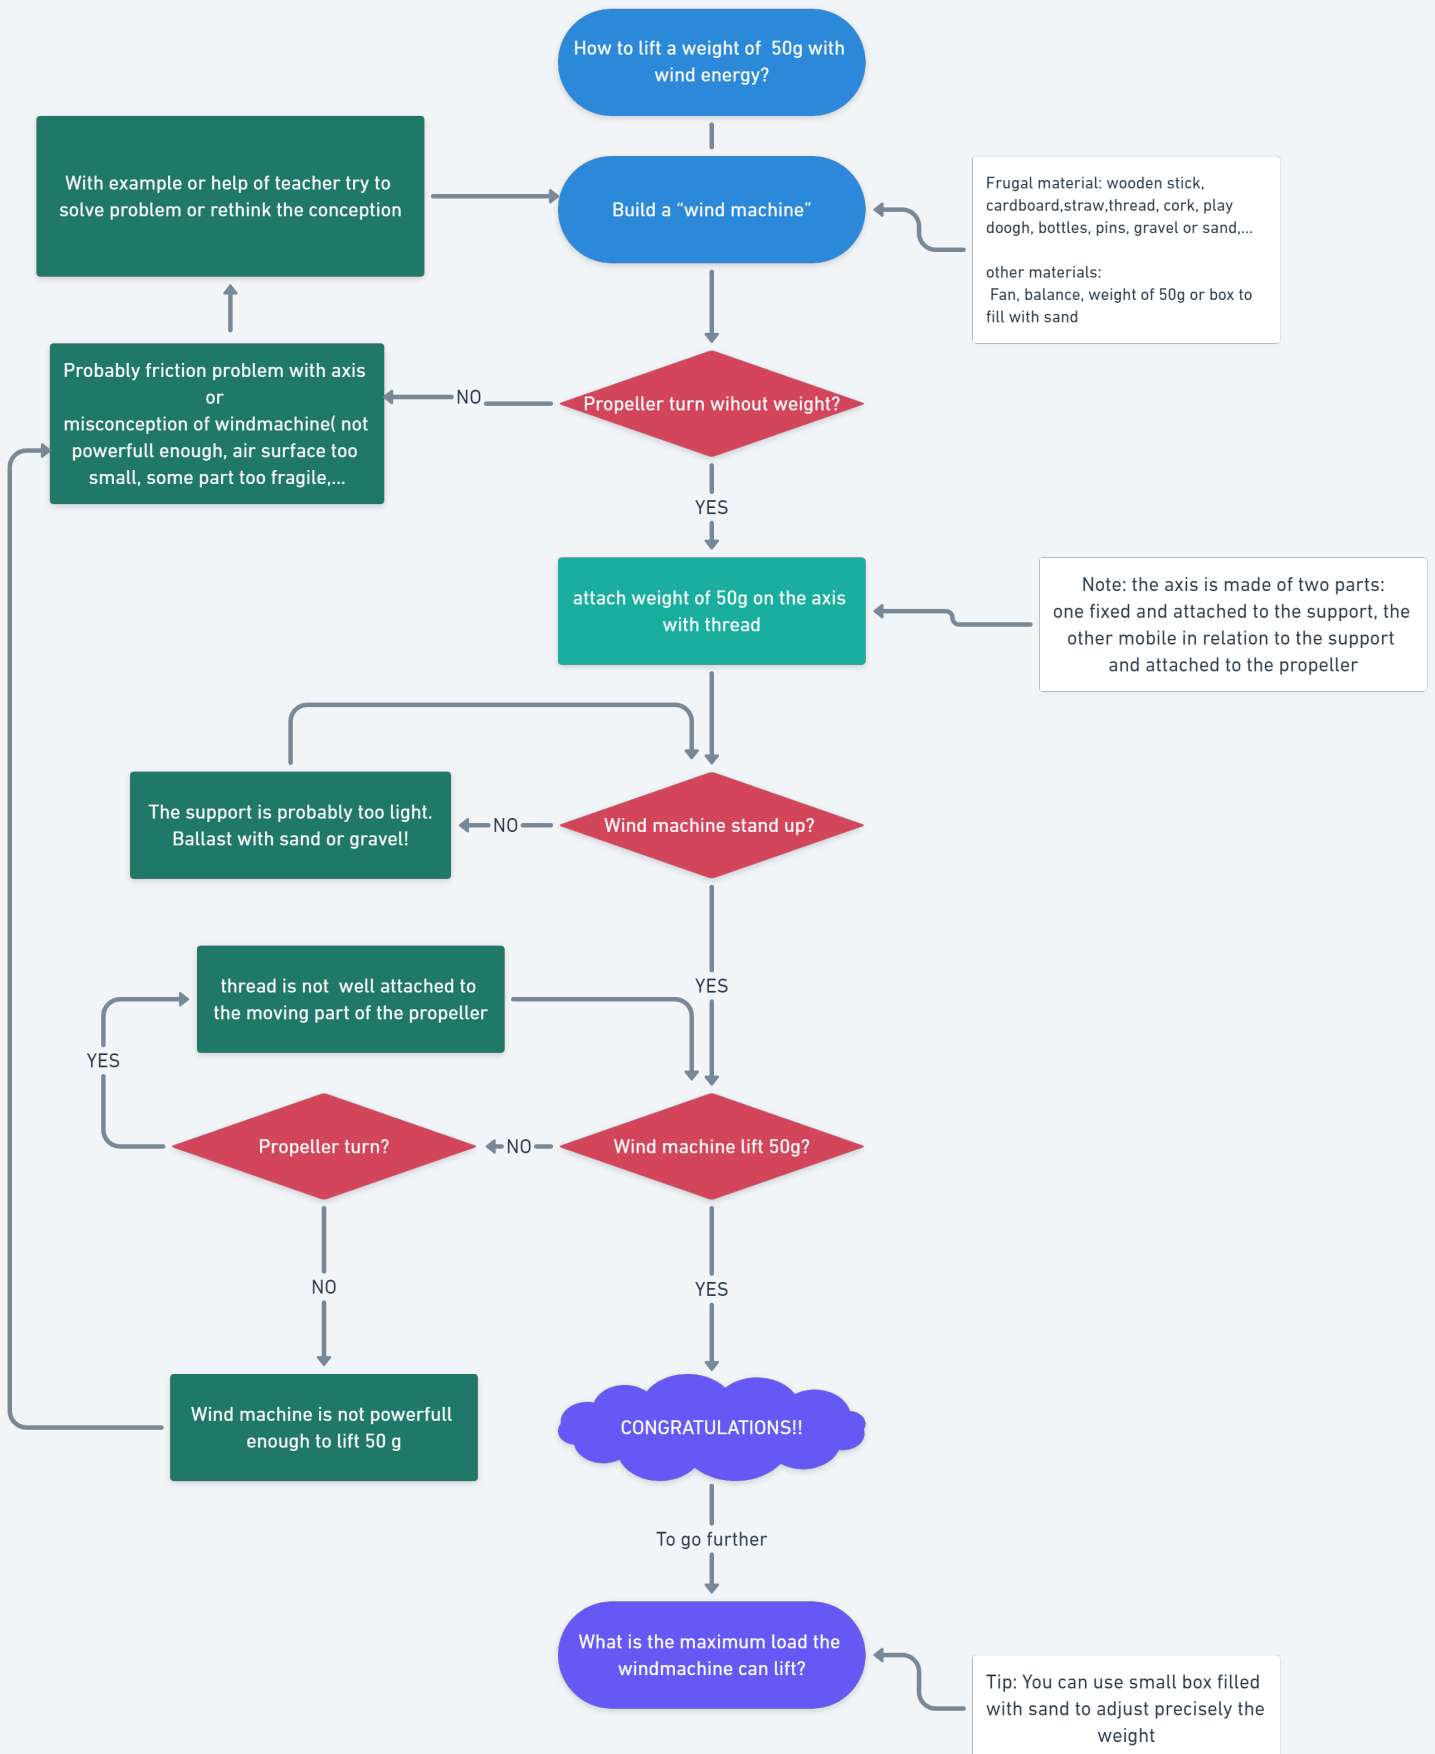 How to lift a weight of  50g with
wind energy?
With example or help of teacher try to
solve problem or rethink the conception
Build a “wind machine”
Frugal material: wooden stick,
cardboard,straw,thread, cork, play
doogh, bottles, pins, gravel or sand,...
other materials:
Fan, balance, weight of 50g or box to
fill with sand
Probably friction problem with axis
or
misconception of windmachine( not
powerfull enough, air surface too
small, some part too fragile,...
NO
Propeller turn wihout weight?
YES
attach weight of 50g on the axis
with thread
Note: the axis is made of two parts:
one fixed and attached to the support, the
other mobile in relation to the support
and attached to the propeller
The support is probably too light.
Ballast with sand or gravel!
NO
Wind machine stand up?
YES
thread is not  well attached to
the moving part of the propeller
YES
Propeller turn?
NO
Wind machine lift 50g?
NO
YES
Wind machine is not powerfull
enough to lift 50 g
CONGRATULATIONS!!
To go further
What is the maximum load the
windmachine can lift?
Tip: You can use small box filled
with sand to adjust precisely the
weight